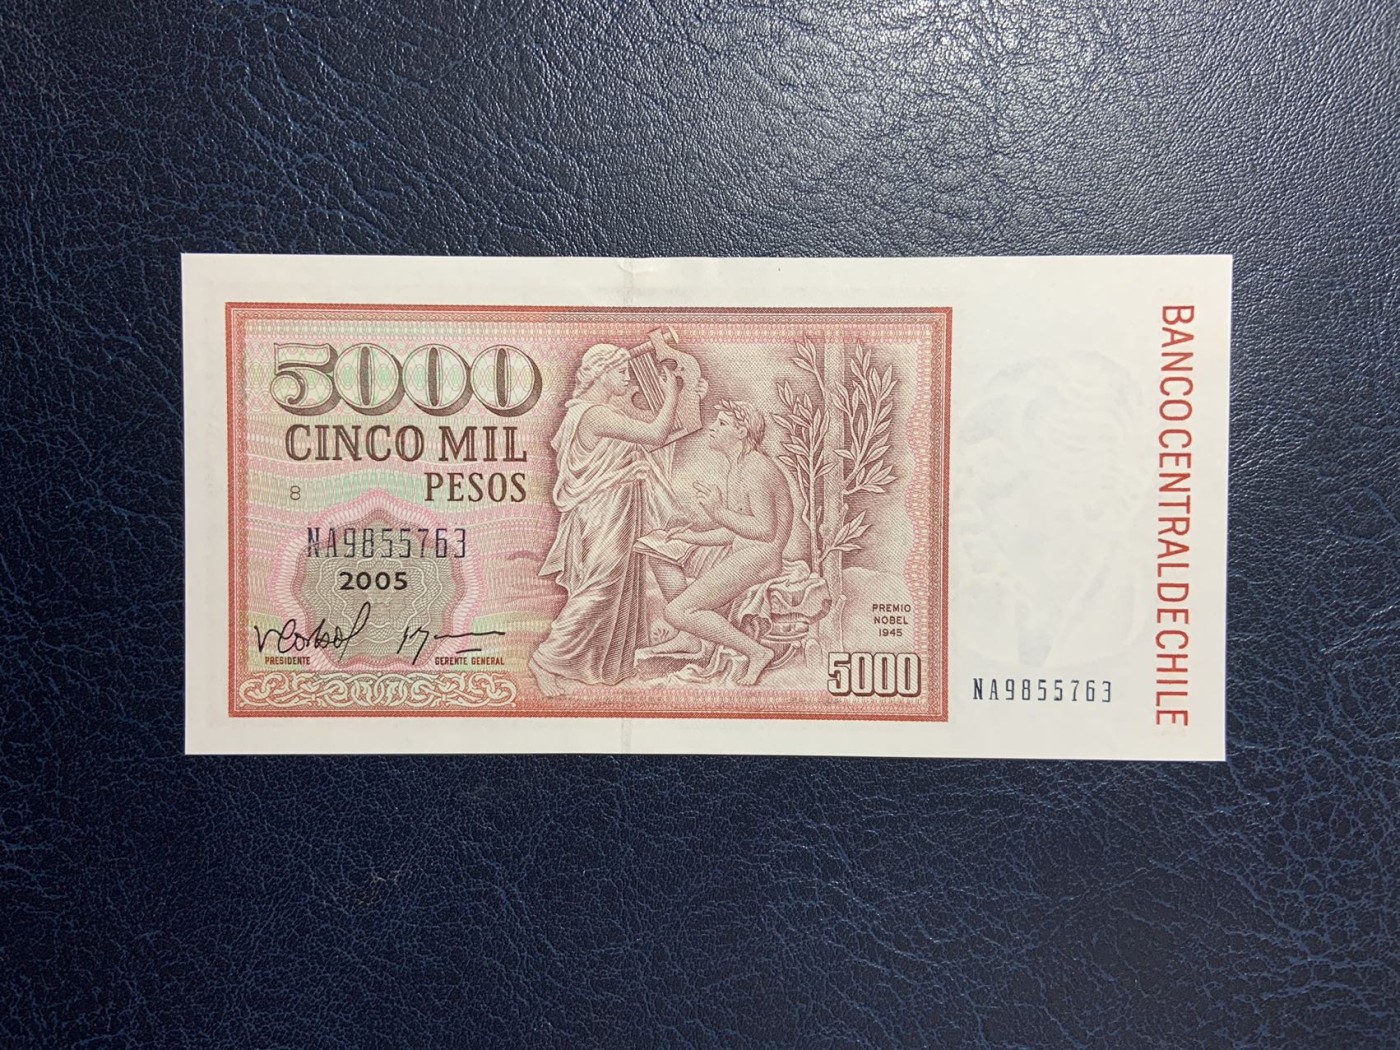 5000
CINCO MIL
PESOS
8
NA9855763
2005
PRESIDENTE
GERENTE GENERAL
PREMIO
NOBEL
1945
5000
NA9855763
BANCO CENTRAL DE CHILE